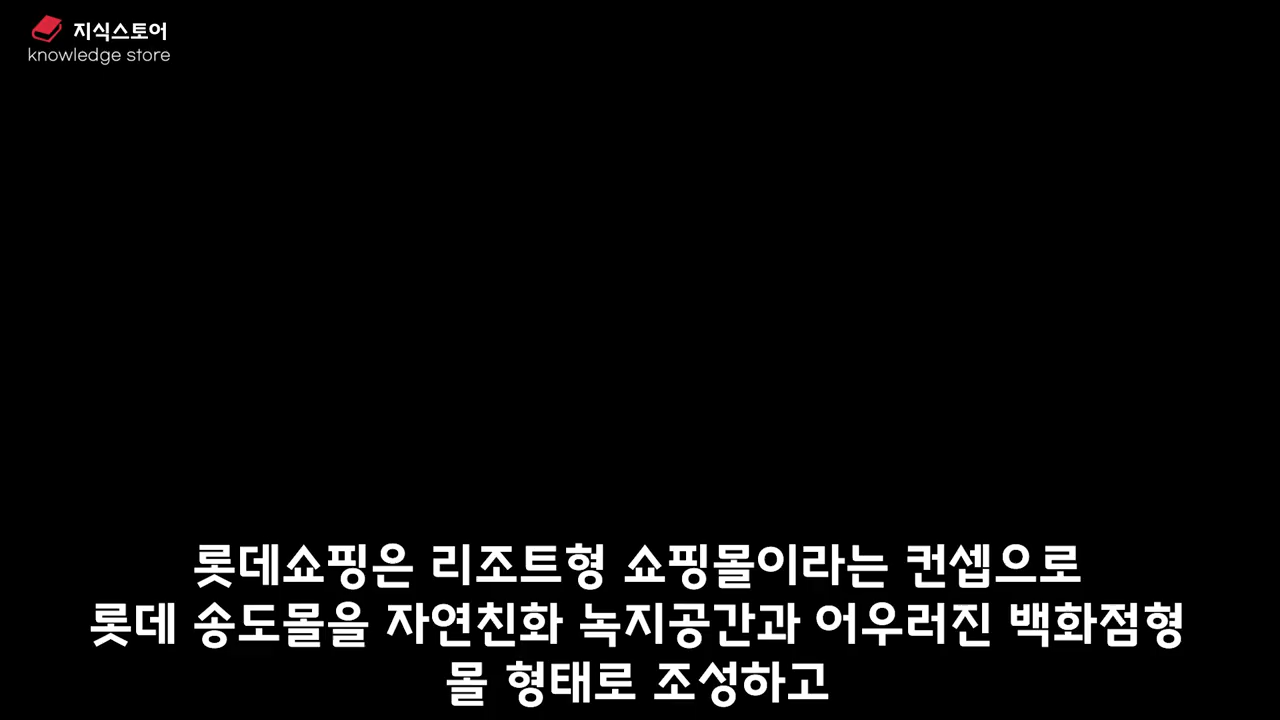 지식스토어
knowledge store
롯데쇼핑은 리조트형 쇼핑몰이라는 컨셉으로
롯데 송도몰을 자연친화 녹지공간과 어우러진 백화점형
몰 형태로 조성하고